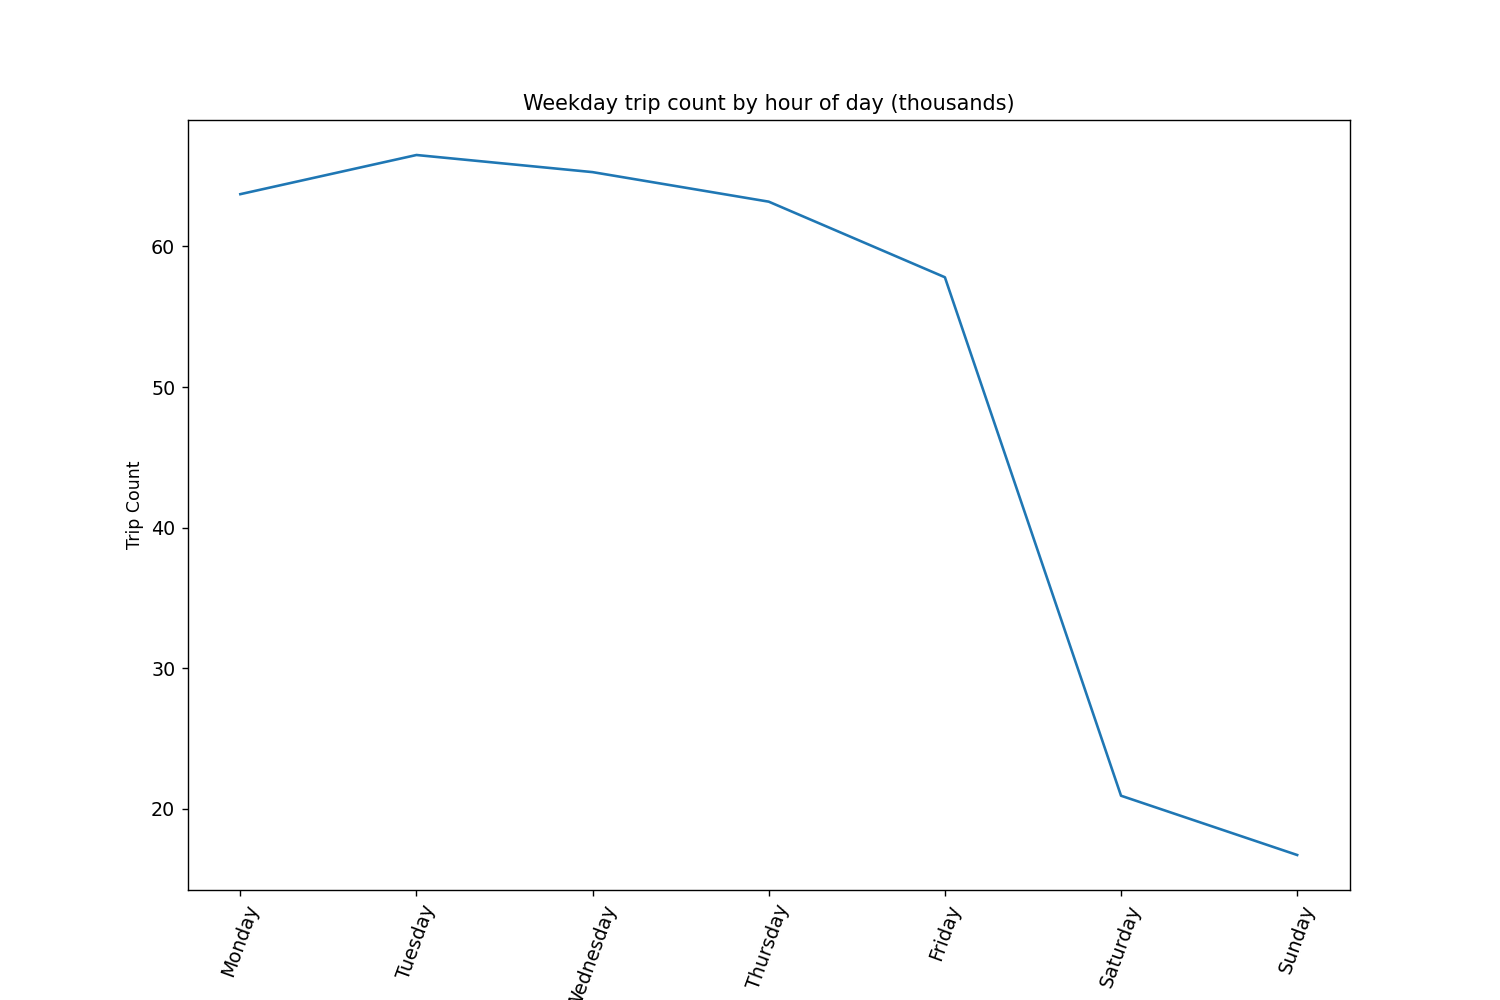 Weekday trip count by hour of day (thousands)
60
50
40
30
20
Trip Count
Monday
Tuesday
Wednesday
Thursday
Friday
Saturday
Sunday